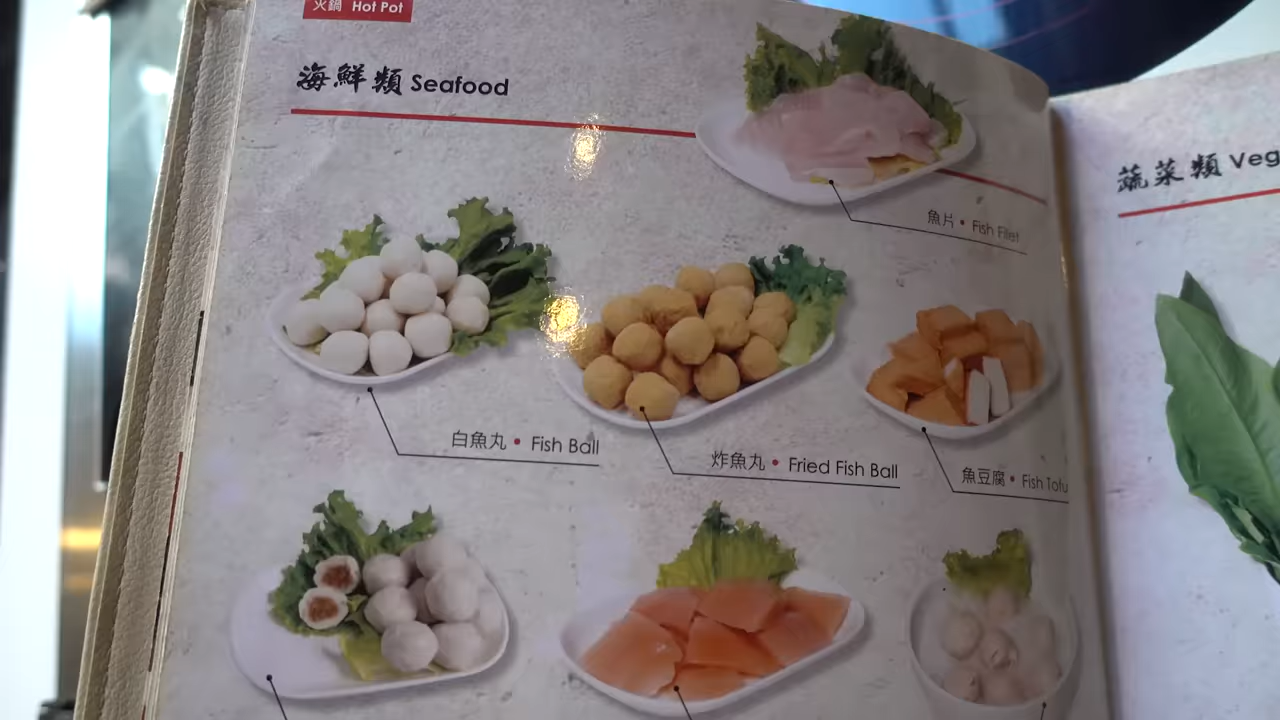 火鍋 Hot Pot
海鮮類 Seafood
魚片 • Fish Fillet
白魚丸 • Fish Ball
炸魚丸 • Fried Fish Ball
魚豆腐 • Fish Tofu
蔬菜類 Veg